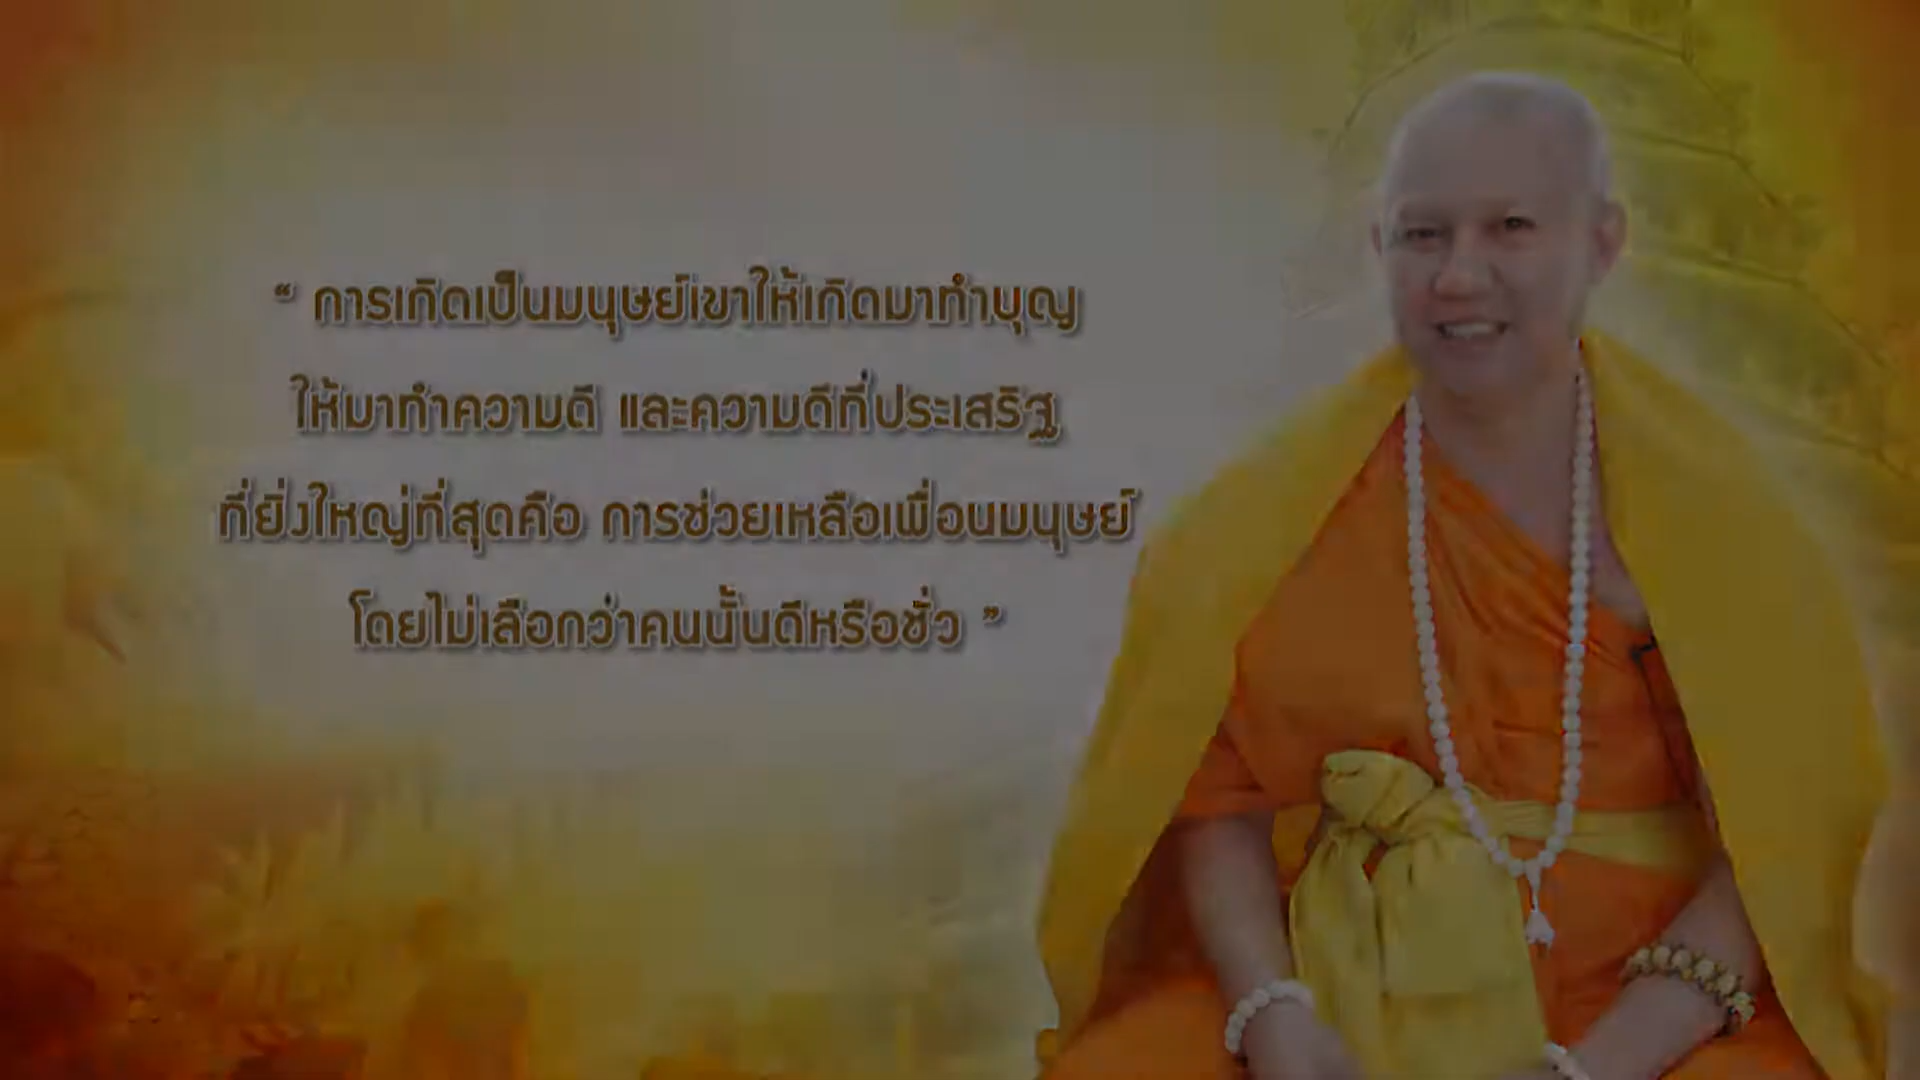 “ การเกิดเป็นมนุษย์เขาให้เกิดมาทำบุญ
ให้มาทำความดี และความดีที่ประเสริฐ
ที่ยิ่งใหญ่ที่สุดคือ การช่วยเหลือเพื่อนมนุษย์
โดยไม่เลือกว่าคนนั้นดีหรือชั่ว ”